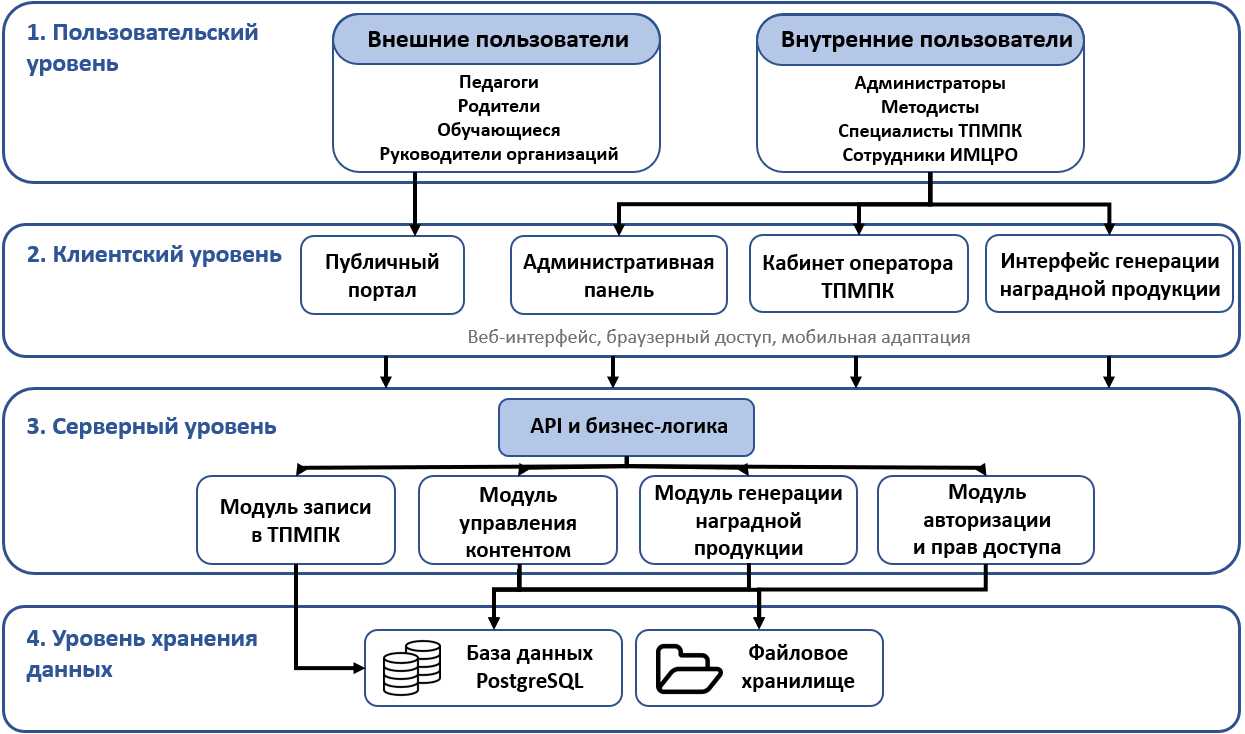 1. Пользовательский
уровень
Внешние пользователи
Педагоги
Родители
Обучающиеся
Руководители организаций
Внутренние пользователи
Администраторы
Методисты
Специалисты ТПМПК
Сотрудники ИМЦРО
2. Клиентский уровень
Публичный
портал
Административная
панель
Кабинет оператора
ТПМПК
Интерфейс генерации
наградной продукции
Веб-интерфейс, браузерный доступ, мобильная адаптация
3. Серверный уровень
API и бизнес-логика
Модуль записи
в ТПМПК
Модуль
управления
контентом
Модуль генерации
наградной
продукции
Модуль
авторизации
и прав доступа
4. Уровень хранения
данных
База данных
PostgreSQL
Файловое
хранилище